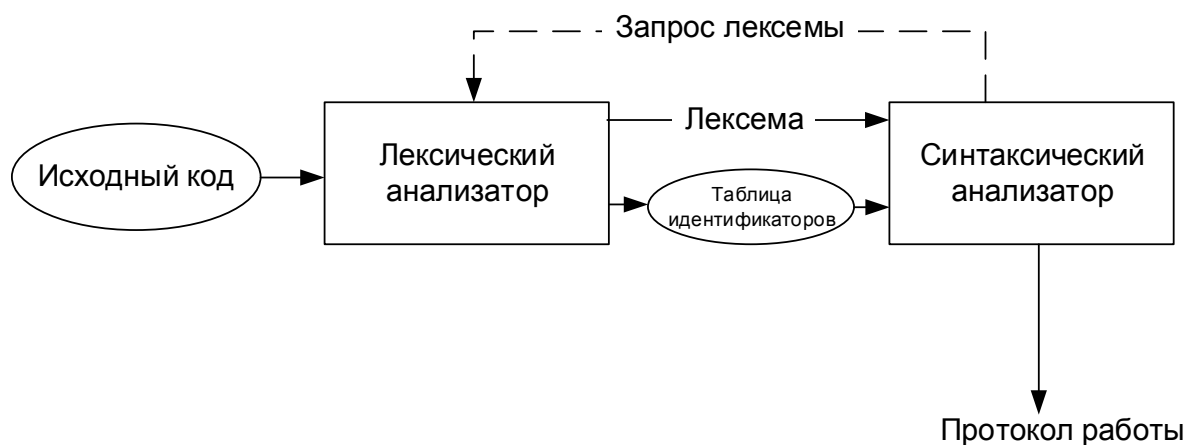 Запрос лексемы
Лексема
Исходный код
Лексический
анализатор
Таблица
идентификаторов
Синтаксический
анализатор
Протокол работы